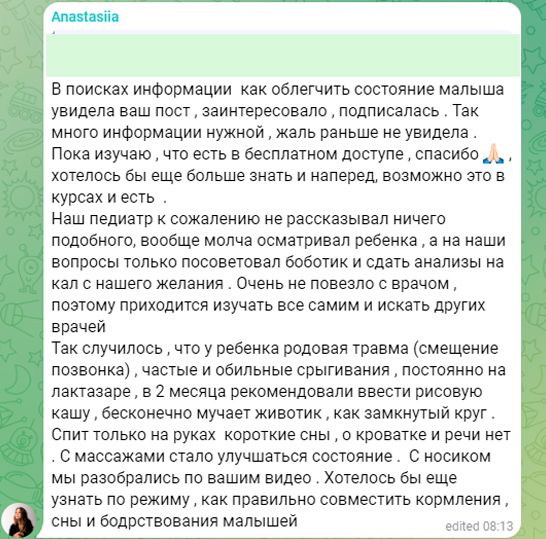 Anastasiia
В поисках информации как облегчить состояние малыша
увидела ваш пост , заинтересовало , подписалась . Так
много информации нужной , жаль раньше не увидела .
Пока изучаю , что есть в бесплатном доступе , спасибо 🙏🏻 ,
хотелось бы еще больше знать и наперед, возможно это в
курсах и есть .
Наш педиатр к сожалению не рассказывал ничего
подобного, вообще молча осматривал ребенка , а на наши
вопросы только посоветовал боботик и сдать анализы на
кал с нашего желания . Очень не повезло с врачом ,
поэтому приходится изучать все самим и искать других
врачей
Так случилось , что у ребенка родовая травма (смещение
позвонка) , частые и обильные срыгивания , постоянно на
лактазаре , в 2 месяца рекомендовали ввести рисовую
кашу , бесконечно мучает животик , как замкнутый круг .
Спит только на руках короткие сны , о кроватке и речи нет
. С массажами стало улучшаться состояние . С носиком
мы разобрались по вашим видео . Хотелось бы еще
узнать по режиму , как правильно совместить кормления ,
сны и бодрствования малышей
edited 08:13